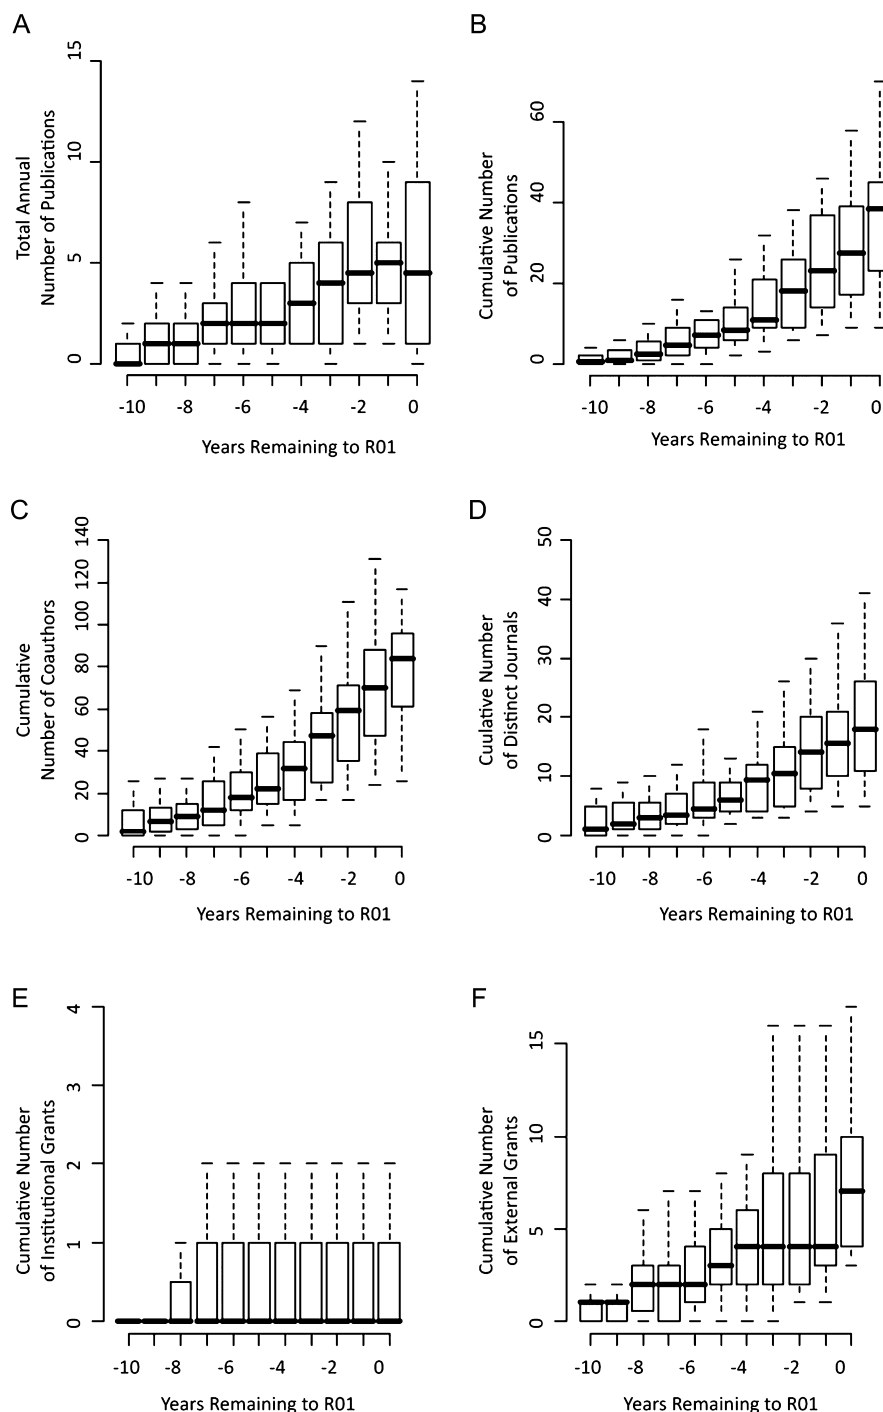 A
Total Annual
Number of Publications
15
10
5
0
-10 -8 -6 -4 -2 0
Years Remaining to R01
B
Cumulative Number
of Publications
60
40
20
0
-10 -8 -6 -4 -2 0
Years Remaining to R01
C
Cumulative
Number of Coauthors
140
120
100
80
60
40
20
0
-10 -8 -6 -4 -2 0
Years Remaining to R01
D
Cuulative Number
of Distinct Journals
50
40
30
20
10
0
-10 -8 -6 -4 -2 0
Years Remaining to R01
E
Cumulative Number
of Institutional Grants
4
3
2
1
0
-10 -8 -6 -4 -2 0
Years Remaining to R01
F
Cumulative Number
of External Grants
15
10
5
0
-10 -8 -6 -4 -2 0
Years Remaining to R01